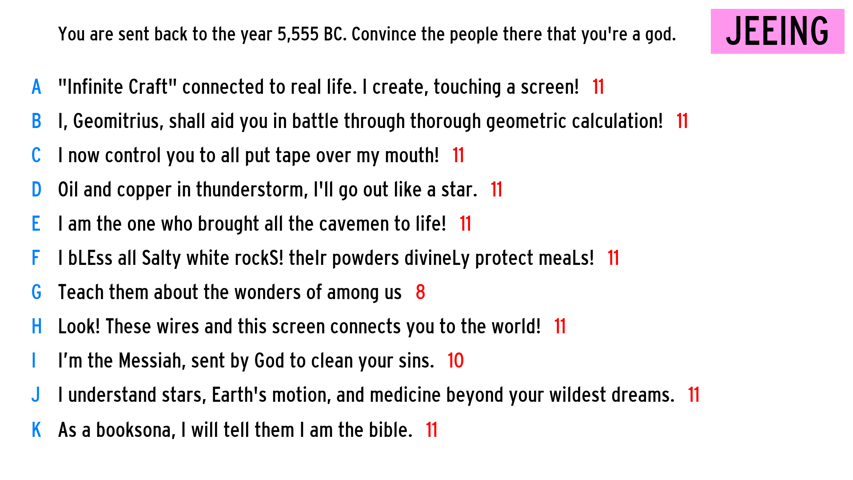 You are sent back to the year 5,555 BC. Convince the people there that you're a god.
JEEING
A "Infinite Craft" connected to real life. I create, touching a screen! 11
B I, Geomitrius, shall aid you in battle through thorough geometric calculation! 11
C I now control you to all put tape over my mouth! 11
D Oil and copper in thunderstorm, I'll go out like a star. 11
E I am the one who brought all the cavemen to life! 11
F I bLEss all Salty white rockS! theIr powders divineLy protect meaLs! 11
G Teach them about the wonders of among us 8
H Look! These wires and this screen connects you to the world! 11
I I’m the Messiah, sent by God to clean your sins. 10
J I understand stars, Earth's motion, and medicine beyond your wildest dreams. 11
K As a booksona, I will tell them I am the bible. 11